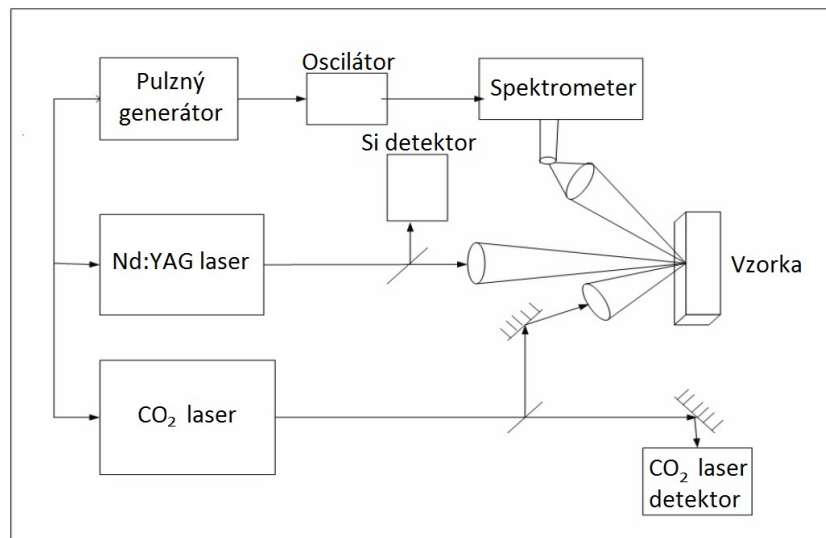 Pulzný
generátor
Oscilátor
Spektrometer
Si detektor
Nd:YAG laser
Vzorka
CO₂ laser
CO₂ laser
detektor